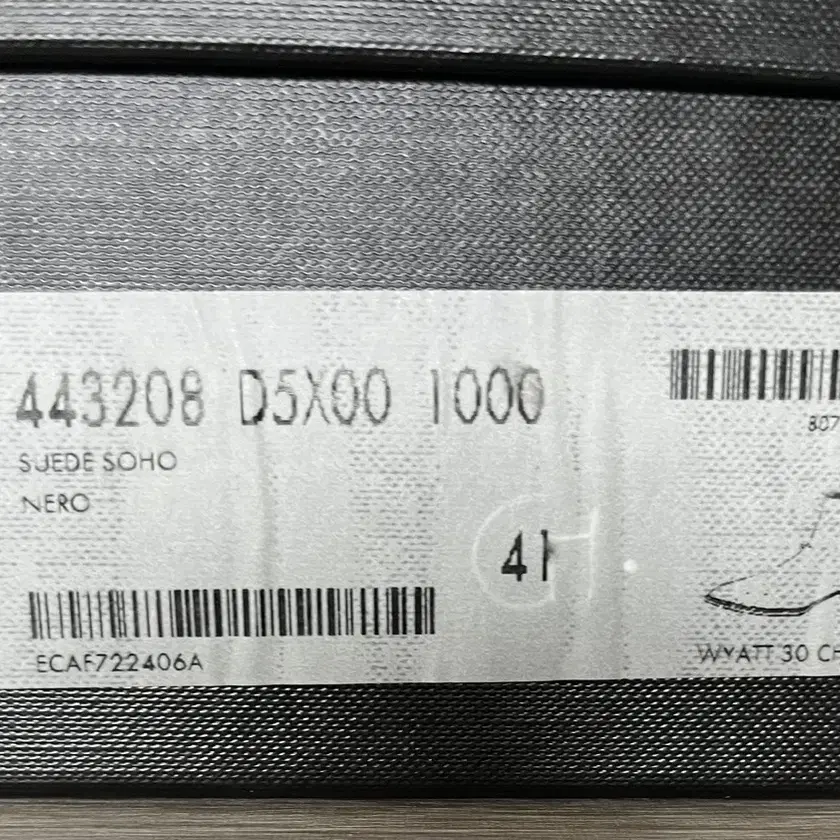 443208 D5X00 1000
SUEDE SOHO
NERO
41
ECAF722406A
807
WYATT 30 CH